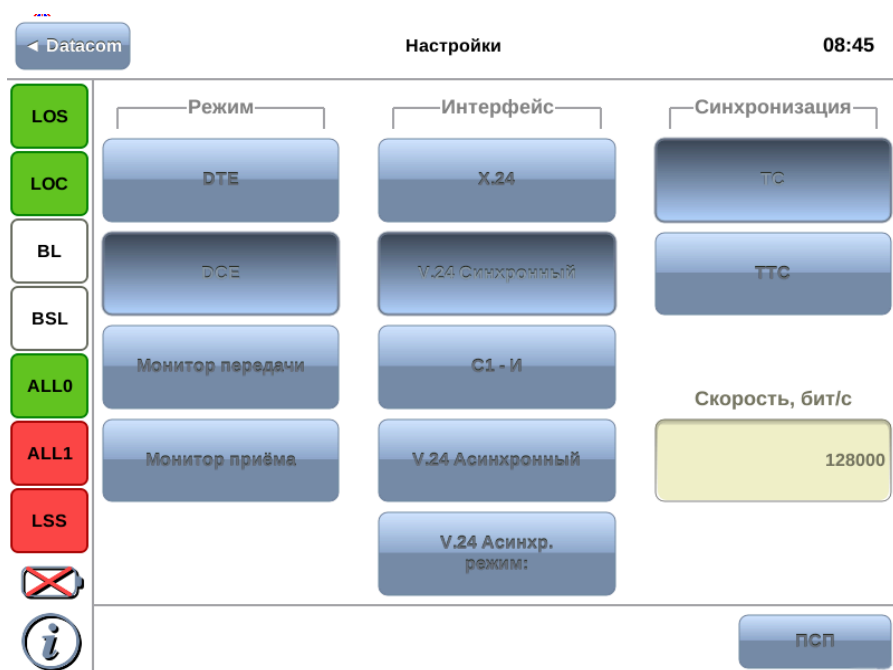 ◄ Datacom
Настройки
08:45
LOS
LOC
BL
BSL
ALL0
ALL1
LSS
Режим
DTE
DCE
Монитор передачи
Монитор приёма
Интерфейс
X.24
V.24 Синхронный
С1 - И
V.24 Асинхронный
V.24 Асинхр.
режим:
Синхронизация
TC
TTC
Скорость, бит/с
128000
i
ПСП